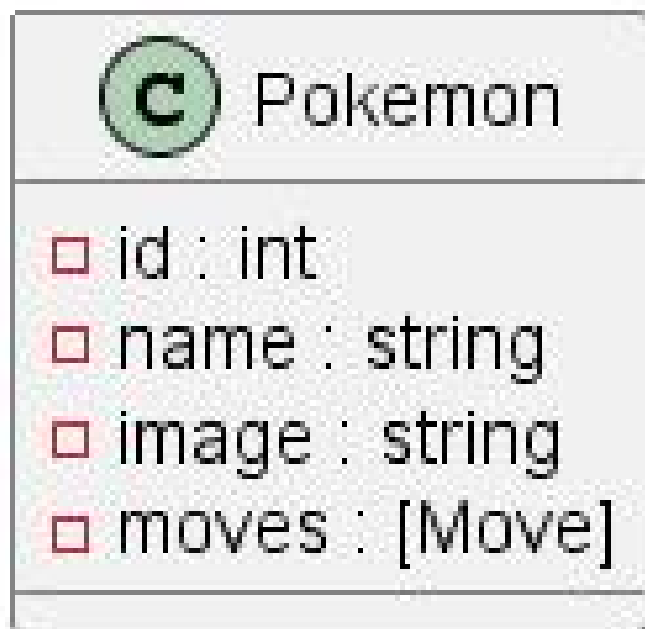 C Pokemon
id : int
name : string
image : string
moves : [Move]